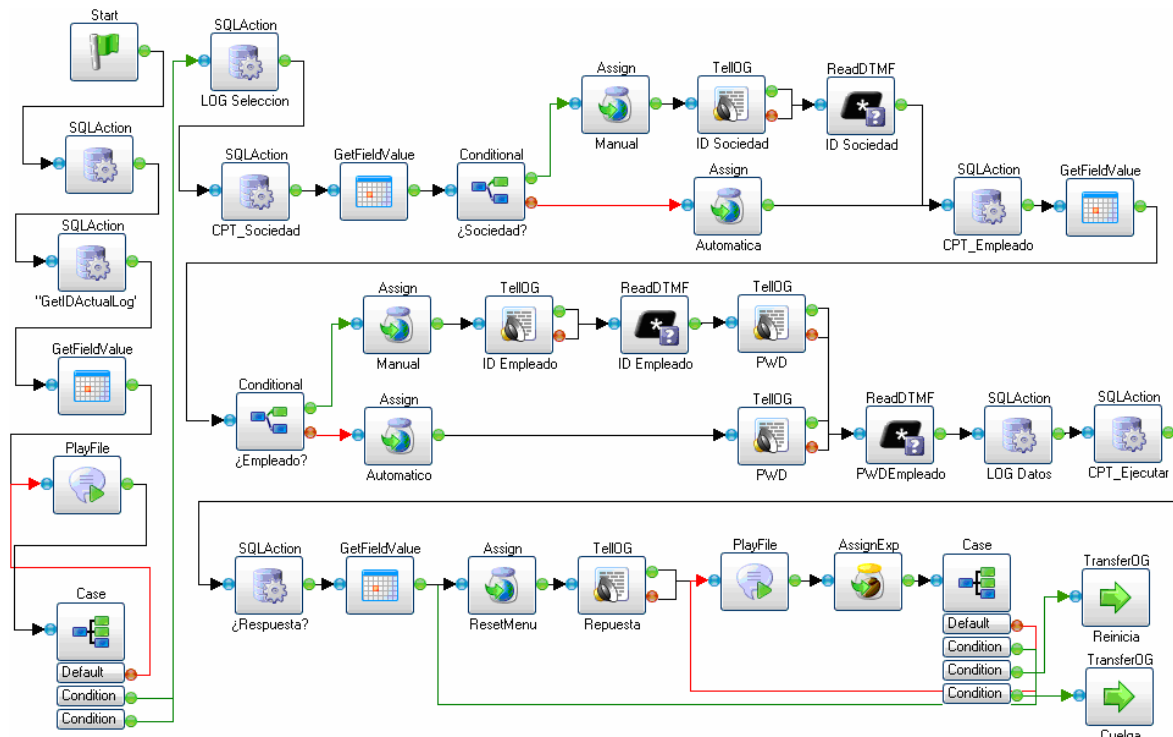 Start
SQLAction
"GetIDActualLog'
SQLAction
GetFieldValue
PlayFile
Case
Default
Condition
Condition
SQLAction
LOG Seleccion
SQLAction
CPT_Sociedad
GetFieldValue
Conditional
¿Sociedad?
Assign
Manual
TellOG
ID Sociedad
ReadDTMF
ID Sociedad
Assign
Automatica
SQLAction
CPT_Empleado
GetFieldValue
Conditional
¿Empleado?
Assign
Manual
TellOG
ID Empleado
ReadDTMF
ID Empleado
TellOG
PWD
Assign
Automatico
TellOG
PWD
ReadDTMF
PWDEmpleado
SQLAction
LOG Datos
SQLAction
CPT_Ejecutar
SQLAction
¿Respuesta?
GetFieldValue
Assign
ResetMenu
TellOG
Repuesta
PlayFile
AssignExp
Case
Default
Condition
Condition
Condition
TransferOG
Reinicia
TransferOG
Cuelga